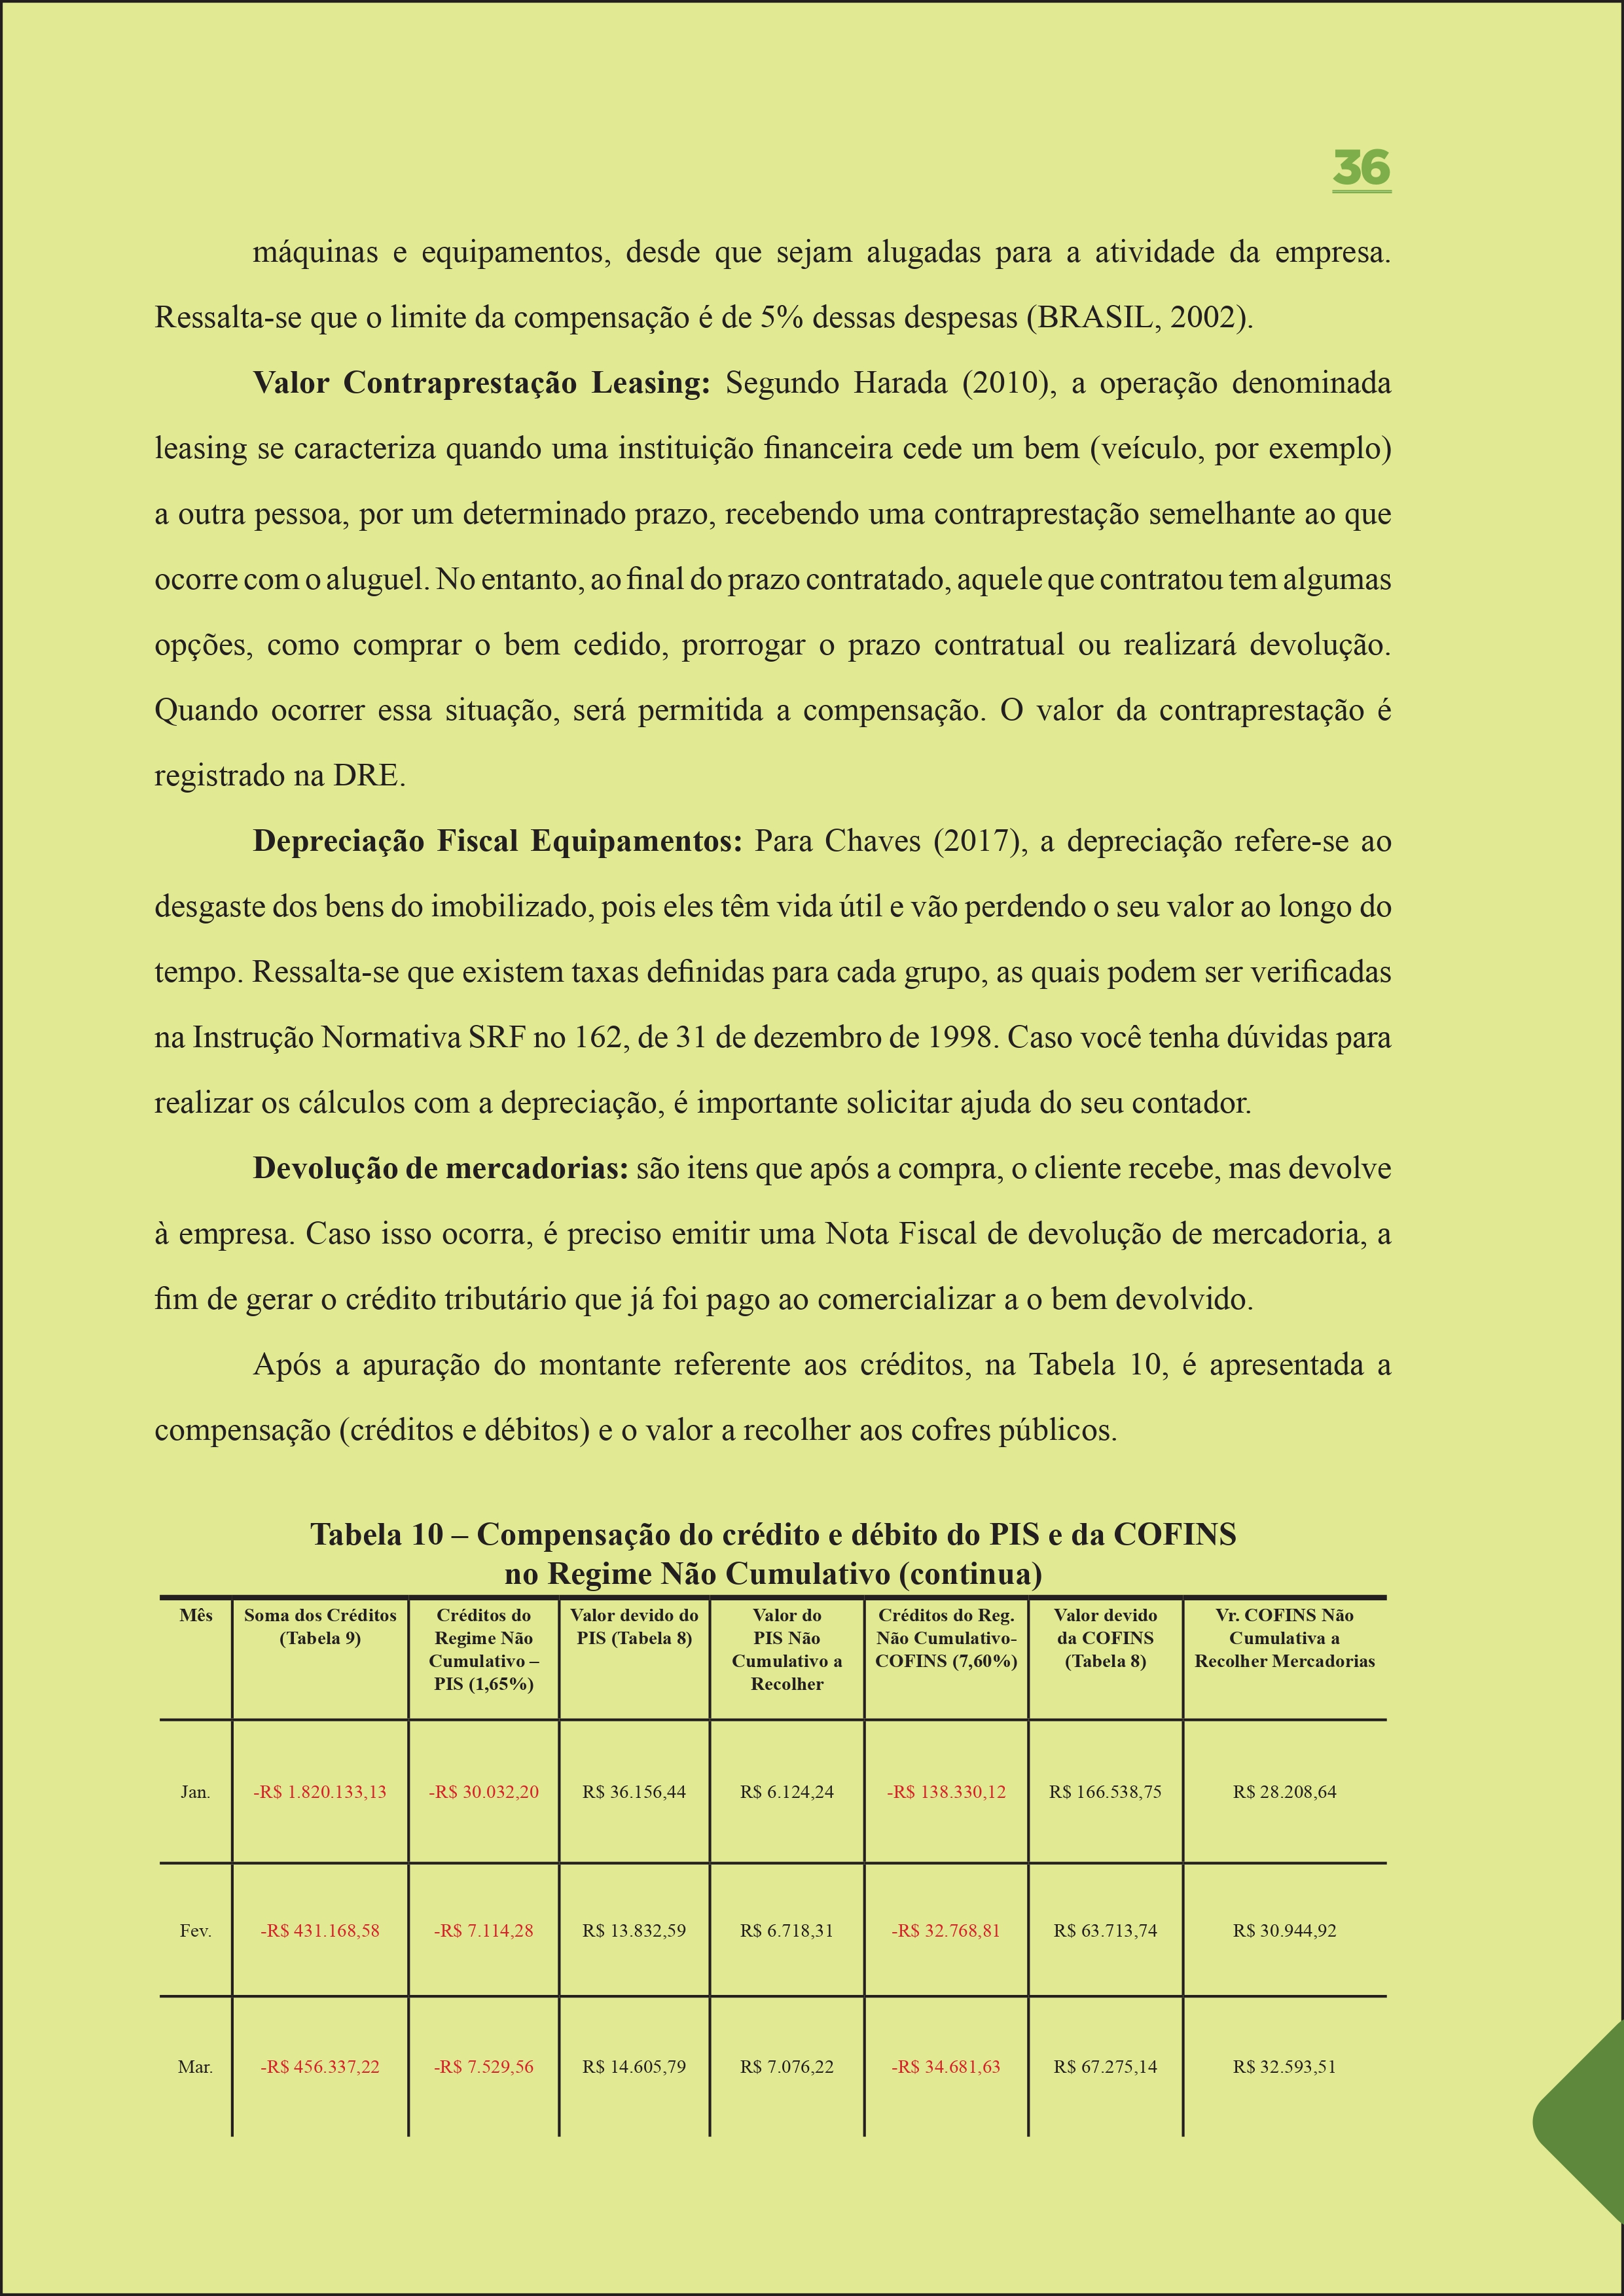 36
máquinas e equipamentos, desde que sejam alugadas para a atividade da empresa.
Ressalta-se que o limite da compensação é de 5% dessas despesas (BRASIL, 2002).
Valor Contraprestação Leasing: Segundo Harada (2010), a operação denominada
leasing se caracteriza quando uma instituição financeira cede um bem (veículo, por exemplo)
a outra pessoa, por um determinado prazo, recebendo uma contraprestação semelhante ao que
ocorre com o aluguel. No entanto, ao final do prazo contratado, aquele que contratou tem algumas
opções, como comprar o bem cedido, prorrogar o prazo contratual ou realizará devolução.
Quando ocorrer essa situação, será permitida a compensação. O valor da contraprestação é
registrado na DRE.
Depreciação Fiscal Equipamentos: Para Chaves (2017), a depreciação refere-se ao
desgaste dos bens do imobilizado, pois eles têm vida útil e vão perdendo o seu valor ao longo do
tempo. Ressalta-se que existem taxas definidas para cada grupo, as quais podem ser verificadas
na Instrução Normativa SRF no 162, de 31 de dezembro de 1998. Caso você tenha dúvidas para
realizar os cálculos com a depreciação, é importante solicitar ajuda do seu contador.
Devolução de mercadorias: são itens que após a compra, o cliente recebe, mas devolve
à empresa. Caso isso ocorra, é preciso emitir uma Nota Fiscal de devolução de mercadoria, a
fim de gerar o crédito tributário que já foi pago ao comercializar a o bem devolvido.
Após a apuração do montante referente aos créditos, na Tabela 10, é apresentada a
compensação (créditos e débitos) e o valor a recolher aos cofres públicos.
Tabela 10 – Compensação do crédito e débito do PIS e da COFINS
no Regime Não Cumulativo (continua)
Mês
Soma dos Créditos
(Tabela 9)
Créditos do
Regime Não
Cumulativo –
PIS (1,65%)
Valor devido do
PIS (Tabela 8)
Valor do
PIS Não
Cumulativo a
Recolher
Créditos do Reg.
Não Cumulativo-
COFINS (7,60%)
Valor devido
da COFINS
(Tabela 8)
Vr. COFINS Não
Cumulativa a
Recolher Mercadorias
Jan. -R$ 1.820.133,13 -R$ 30.032,20 R$ 36.156,44 R$ 6.124,24 -R$ 138.330,12 R$ 166.538,75 R$ 28.208,64
Fev. -R$ 431.168,58 -R$ 7.114,28 R$ 13.832,59 R$ 6.718,31 -R$ 32.768,81 R$ 63.713,74 R$ 30.944,92
Mar. -R$ 456.337,22 -R$ 7.529,56 R$ 14.605,79 R$ 7.076,22 -R$ 34.681,63 R$ 67.275,14 R$ 32.593,51